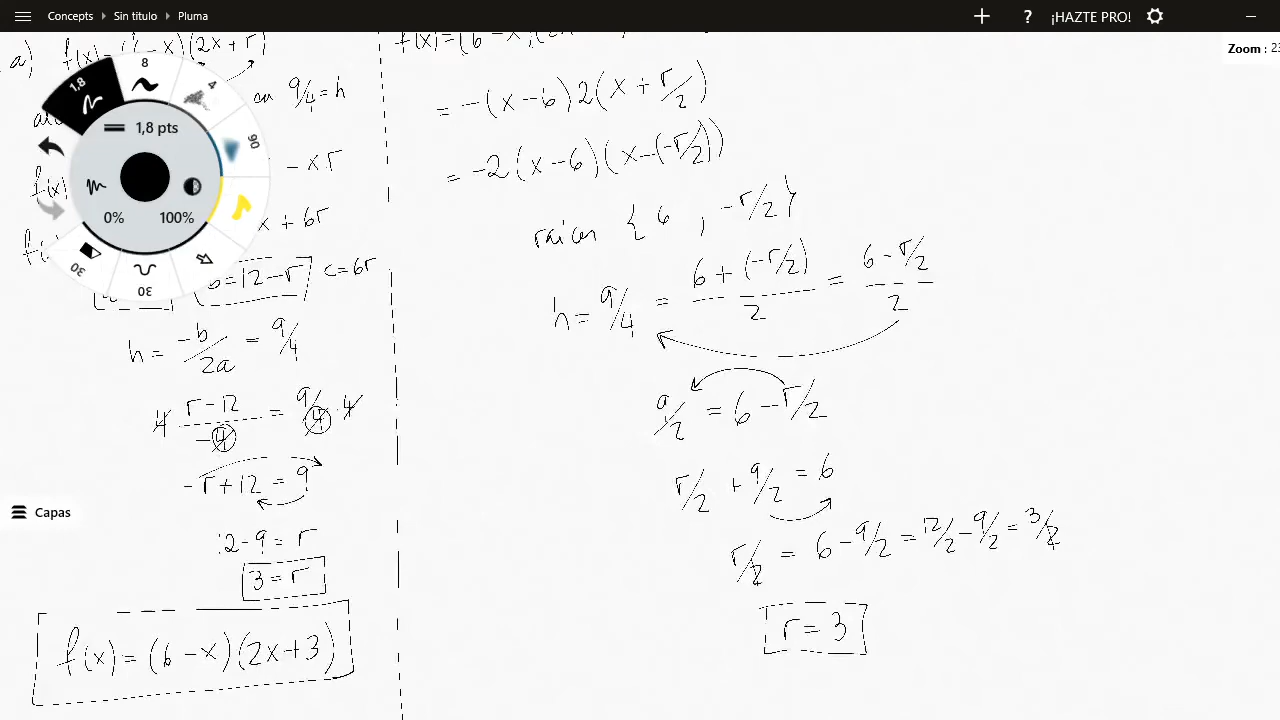 Concepts > Sin titulo > Pluma
+ ? ¡HAZTE PRO!
Zoom : 23
a) f(x)=(6-x)(2x+r)
9/4=h
- xr
x + 6r
b=12-r c=6r
h= -b/2a = 9/4
4 r-12/-4 = 9/4 · 4
-r+12 = 9
12-9= r
3 = r
f(x)=(6-x)(2x+3)
f(x)=(6-x)(2x
= -(x-6)2(x+r/2)
= -2(x-6)(x-(-r/2))
raices {6 , -r/2}
h= 9/4 = 6+(-r/2)/2 = 6-r/2/2
9/2 = 6-r/2
r/2 + 9/2 = 6
r/2 = 6-9/2 = 12/2-9/2 = 3/2
r= 3
1,8
8
4
90
1,8 pts
0% 100%
30
30
Capas